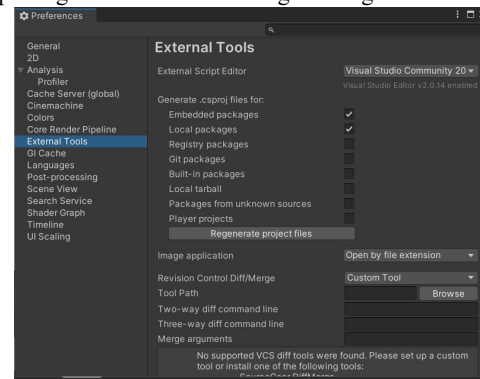 Preferences
General
2D
Analysis
Profiler
Cache Server (global)
Cinemachine
Colors
Core Render Pipeline
External Tools
GI Cache
Languages
Post-processing
Scene View
Search Service
Shader Graph
Timeline
UI Scaling
External Tools
External Script Editor Visual Studio Community 20
Visual Studio Editor v2.0.14 enabled
Generate .csproj files for:
Embedded packages
Local packages
Registry packages
Git packages
Built-in packages
Local tarball
Packages from unknown sources
Player projects
Regenerate project files
Image application Open by file extension
Revision Control Diff/Merge Custom Tool
Tool Path Browse
Two-way diff command line
Three-way diff command line
Merge arguments
No supported VCS diff tools were found. Please set up a custom
tool or install one of the following tools:
SourceGear DiffMerge